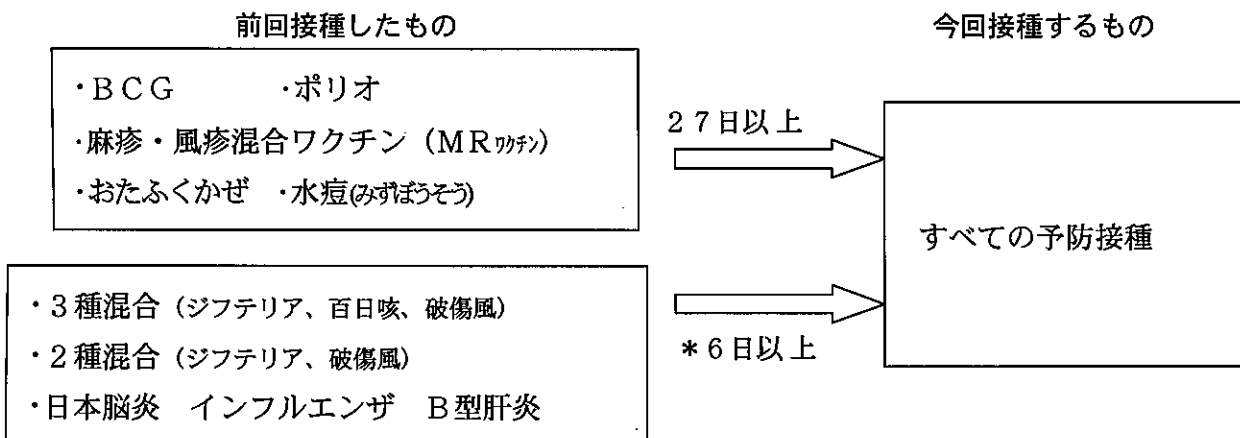 前回接種したもの
今回接種するもの
・BCG ・ポリオ
・麻疹・風疹混合ワクチン（MRワクチン）
・おたふくかぜ ・水痘(みずぼうそう)
27日以上
すべての予防接種
・3種混合（ジフテリア、百日咳、破傷風）
・2種混合（ジフテリア、破傷風）
・日本脳炎 インフルエンザ B型肝炎
*6日以上